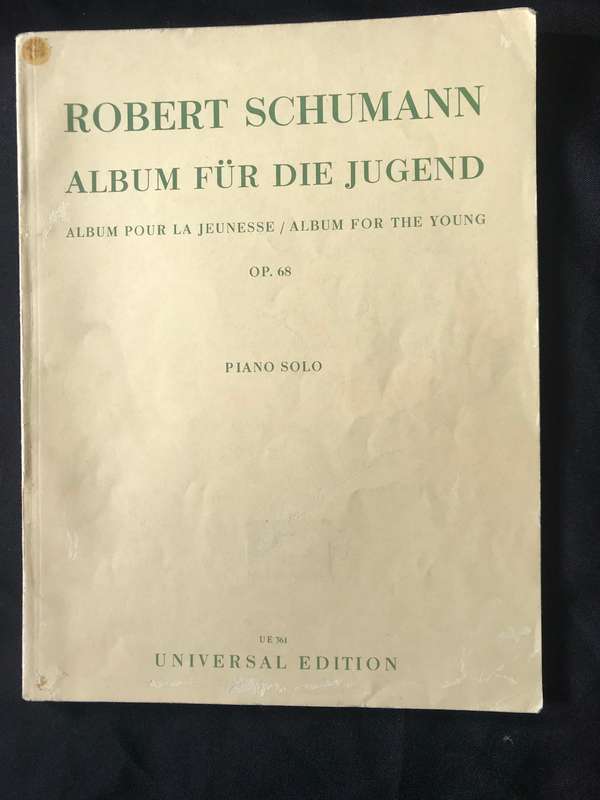 ROBERT SCHUMANN
ALBUM FÜR DIE JUGEND
ALBUM POUR LA JEUNESSE / ALBUM FOR THE YOUNG
OP. 68
PIANO SOLO
UE 361
UNIVERSAL EDITION